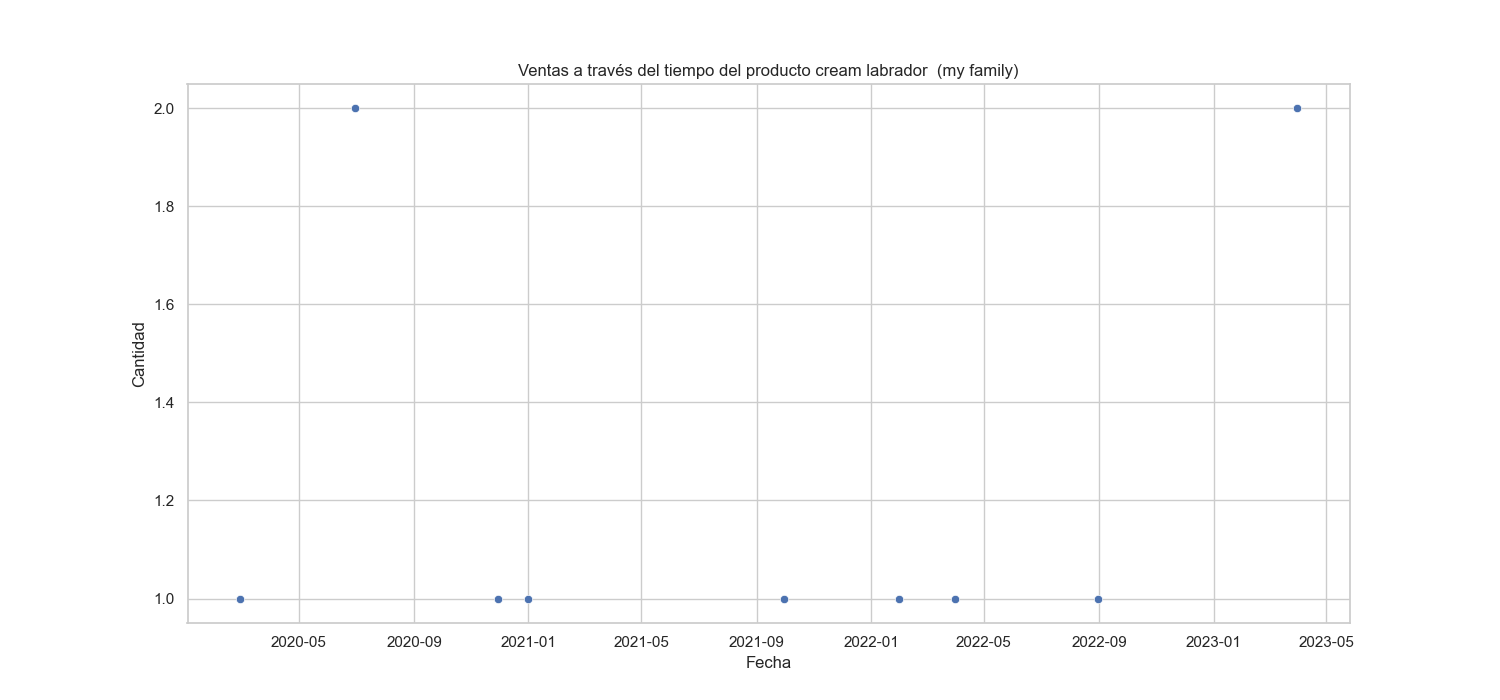 Ventas a través del tiempo del producto cream labrador  (my family)
2.0
1.8
1.6
1.4
1.2
1.0
Cantidad
2020-05 2020-09 2021-01 2021-05 2021-09 2022-01 2022-05 2022-09 2023-01 2023-05
Fecha